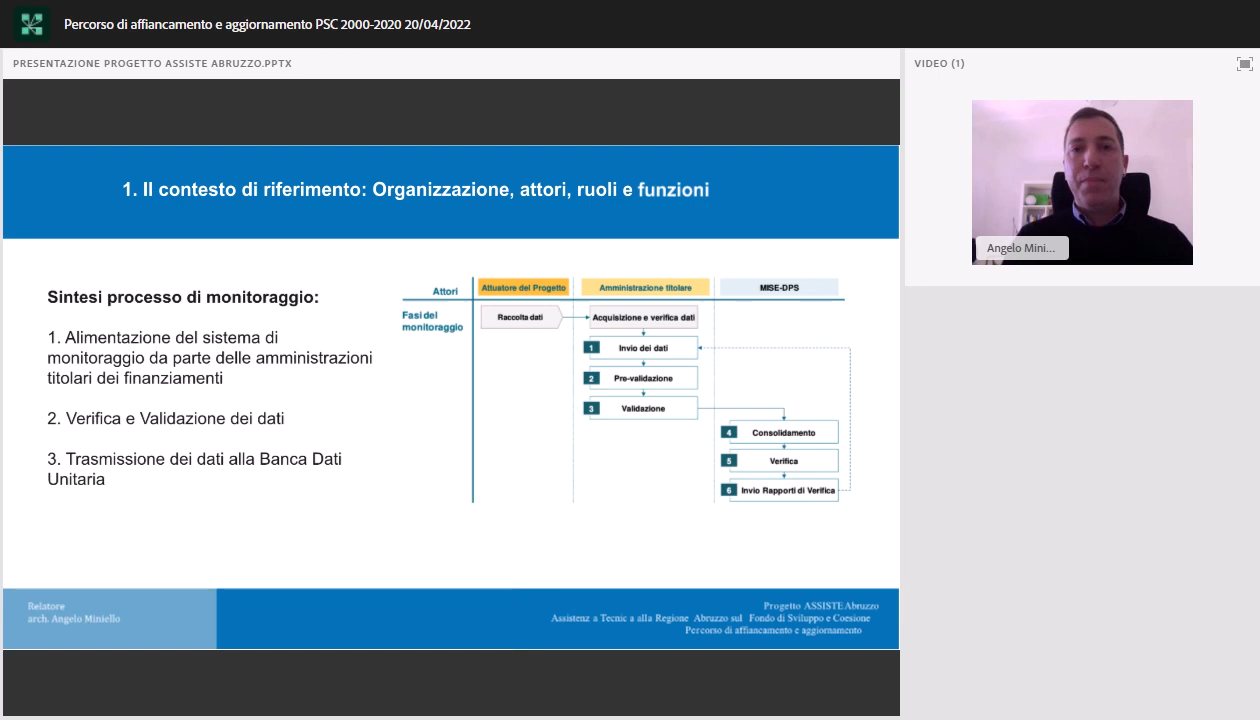 Percorso di affiancamento e aggiornamento PSC 2000-2020 20/04/2022
PRESENTAZIONE PROGETTO ASSISTE ABRUZZO.PPTX
VIDEO (1)
Angelo Mini...
1. Il contesto di riferimento: Organizzazione, attori, ruoli e funzioni
Sintesi processo di monitoraggio:
1. Alimentazione del sistema di
monitoraggio da parte delle amministrazioni
titolari dei finanziamenti
2. Verifica e Validazione dei dati
3. Trasmissione dei dati alla Banca Dati
Unitaria
Attori
Attuatore del Progetto
Amministrazione titolare
MISE-DPS
Fasi del
monitoraggio
Raccolta dati
Acquisizione e verifica dati
1 Invio dei dati
2 Pre-validazione
3 Validazione
4 Consolidamento
5 Verifica
6 Invio Rapporti di Verifica
Relatore
arch. Angelo Miniello
Progetto ASSISTE Abruzzo
Assistenz a Tecnic a alla Regione Abruzzo sul Fondo di Sviluppo e Coesione
Percorso di affiancamento e aggiornamento